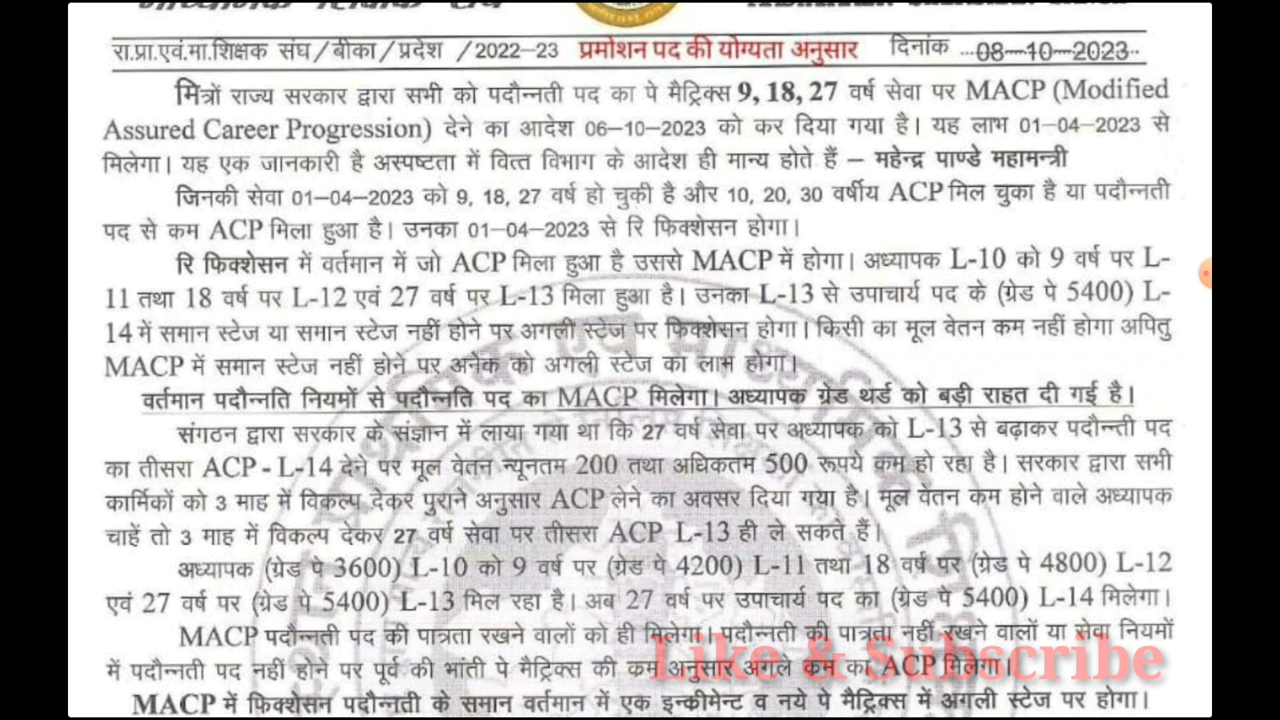 रा.प्रा.एवं.मा.शिक्षक संघ/बीका/प्रदेश /2022-23 प्रमोशन पद की योग्यता अनुसार दिनांक ...08-10-2023..
मित्रों राज्य सरकार द्वारा सभी को पदौन्नती पद का पे मैट्रिक्स 9, 18, 27 वर्ष सेवा पर MACP (Modified
Assured Career Progression) देने का आदेश 06-10-2023 को कर दिया गया है। यह लाभ 01-04-2023 से
मिलेगा। यह एक जानकारी है अस्पष्टता में वित्त विभाग के आदेश ही मान्य होते हैं – महेन्द्र पाण्डे महामन्त्री
जिनकी सेवा 01-04-2023 को 9, 18, 27 वर्ष हो चुकी है और 10, 20, 30 वर्षीय ACP मिल चुका है या पदौन्नती
पद से कम ACP मिला हुआ है। उनका 01-04-2023 से रि फिक्शेसन होगा।
रि फिक्शेसन में वर्तमान में जो ACP मिला हुआ है उससे MACP में होगा। अध्यापक L-10 को 9 वर्ष पर L-
11 तथा 18 वर्ष पर L-12 एवं 27 वर्ष पर L-13 मिला हुआ है। उनका L-13 से उपाचार्य पद के (ग्रेड पे 5400) L-
14 में समान स्टेज या समान स्टेज नहीं होने पर अगली स्टेज पर फिक्शेसन होगा। किसी का मूल वेतन कम नहीं होगा अपितु
MACP में समान स्टेज नहीं होने पर अनेक को अगली स्टेज का लाभ होगा।
वर्तमान पदौन्नति नियमों से पदौन्नति पद का MACP मिलेगा। अध्यापक ग्रेड थर्ड को बड़ी राहत दी गई है।
संगठन द्वारा सरकार के संज्ञान में लाया गया था कि 27 वर्ष सेवा पर अध्यापक को L-13 से बढ़ाकर पदौन्न्ती पद
का तीसरा ACP - L-14 देने पर मूल वेतन न्यूनतम 200 तथा अधिकतम 500 रूपये कम हो रहा है। सरकार द्वारा सभी
कार्मिकों को 3 माह में विकल्प देकर पुराने अनुसार ACP लेने का अवसर दिया गया है। मूल वेतन कम होने वाले अध्यापक
चाहें तो 3 माह में विकल्प देकर 27 वर्ष सेवा पर तीसरा ACP L-13 ही ले सकते हैं।
अध्यापक (ग्रेड पे 3600) L-10 को 9 वर्ष पर (ग्रेड पे 4200) L-11 तथा 18 वर्ष पर (ग्रेड पे 4800) L-12
एवं 27 वर्ष पर (ग्रेड पे 5400) L-13 मिल रहा है। अब 27 वर्ष पर उपाचार्य पद का (ग्रेड पे 5400) L-14 मिलेगा।
MACP पदौन्नती पद की पात्रता रखने वालों को ही मिलेगा। पदौन्नती की पात्रता नहीं रखने वालों या सेवा नियमों
में पदौन्नती पद नहीं होने पर पूर्व की भांती पे मैट्रिक्स की कम अनुसार अगले कम का ACP मिलेगा।
Like & Subscribe
MACP में फिक्शेसन पदौन्नती के समान वर्तमान में एक इन्क्रीमेन्ट व नये पे मैट्रिक्स में अगली स्टेज पर होगा।